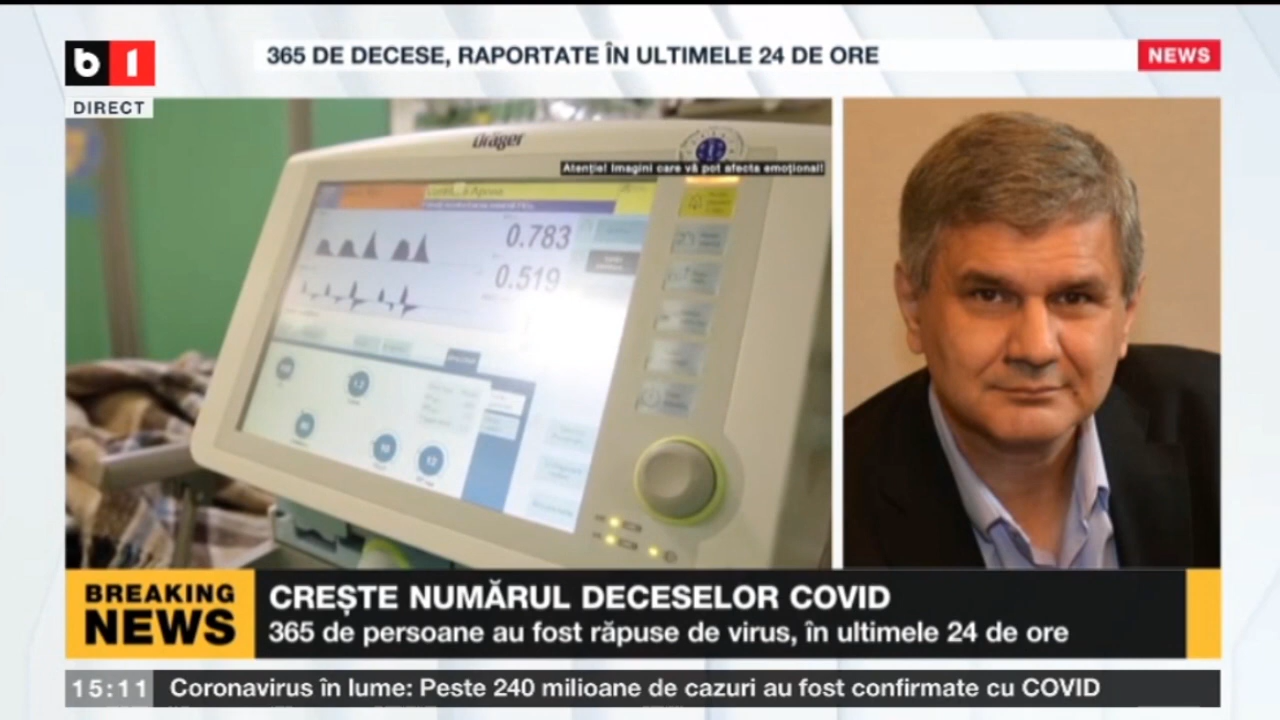 b1
365 DE DECESE, RAPORTATE ÎN ULTIMELE 24 DE ORE
NEWS
DIRECT
Dräger
Atenție! Imagini care vă pot afecta emoțional!
0.783
0.519
BREAKING
NEWS
CREȘTE NUMĂRUL DECESELOR COVID
365 de persoane au fost răpuse de virus, în ultimele 24 de ore
15:11 Coronavirus în lume: Peste 240 milioane de cazuri au fost confirmate cu COVID